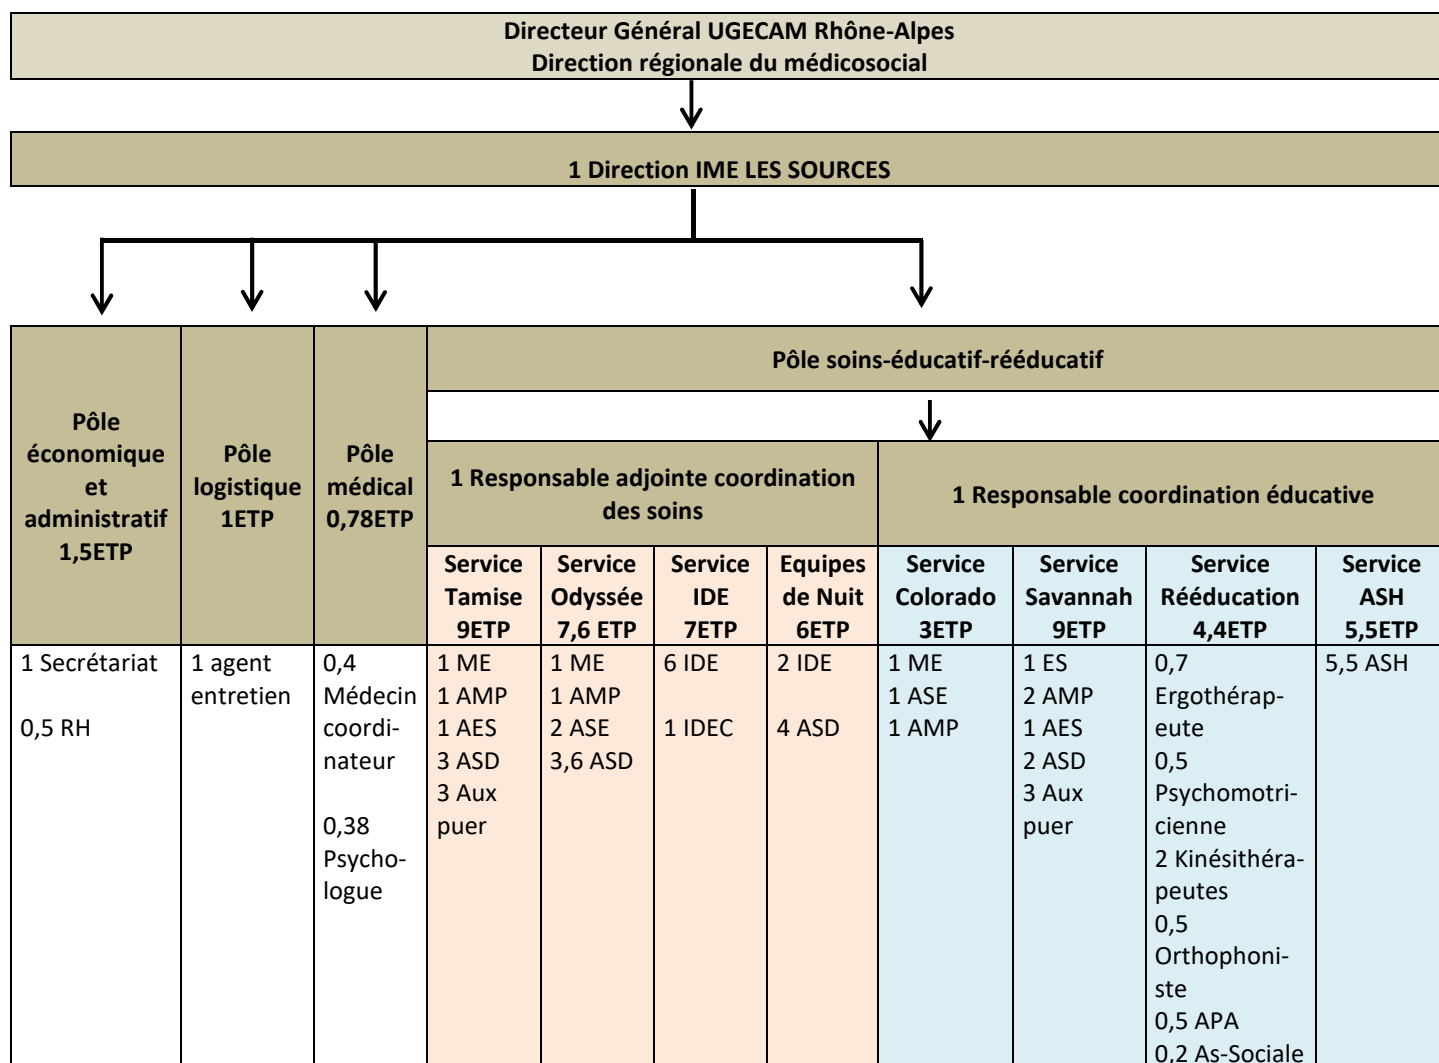 Directeur Général UGECAM Rhône-Alpes
Direction régionale du médicosocial
1 Direction IME LES SOURCES
Pôle
économique
et
administratif
1,5ETP
Pôle
logistique
1ETP
Pôle
médical
0,78ETP
Pôle soins-éducatif-rééducatif
1 Responsable adjointe coordination
des soins
1 Responsable coordination éducative
Service
Tamise
9ETP
Service
Odyssée
7,6 ETP
Service
IDE
7ETP
Equipes
de Nuit
6ETP
Service
Colorado
3ETP
Service
Savannah
9ETP
Service
Rééducation
4,4ETP
Service
ASH
5,5ETP
1 Secrétariat
0,5 RH
1 agent
entretien
0,4
Médecin
coordi-
nateur
0,38
Psycho-
logue
1 ME
1 AMP
1 AES
3 ASD
3 Aux
puer
1 ME
1 AMP
2 ASE
3,6 ASD
6 IDE
1 IDEC
2 IDE
4 ASD
1 ME
1 ASE
1 AMP
1 ES
2 AMP
1 AES
2 ASD
3 Aux
puer
0,7
Ergothérap-
eute
0,5
Psychomotri-
cienne
2 Kinésithéra-
peutes
0,5
Orthophoni-
ste
0,5 APA
0,2 As-Sociale
5,5 ASH